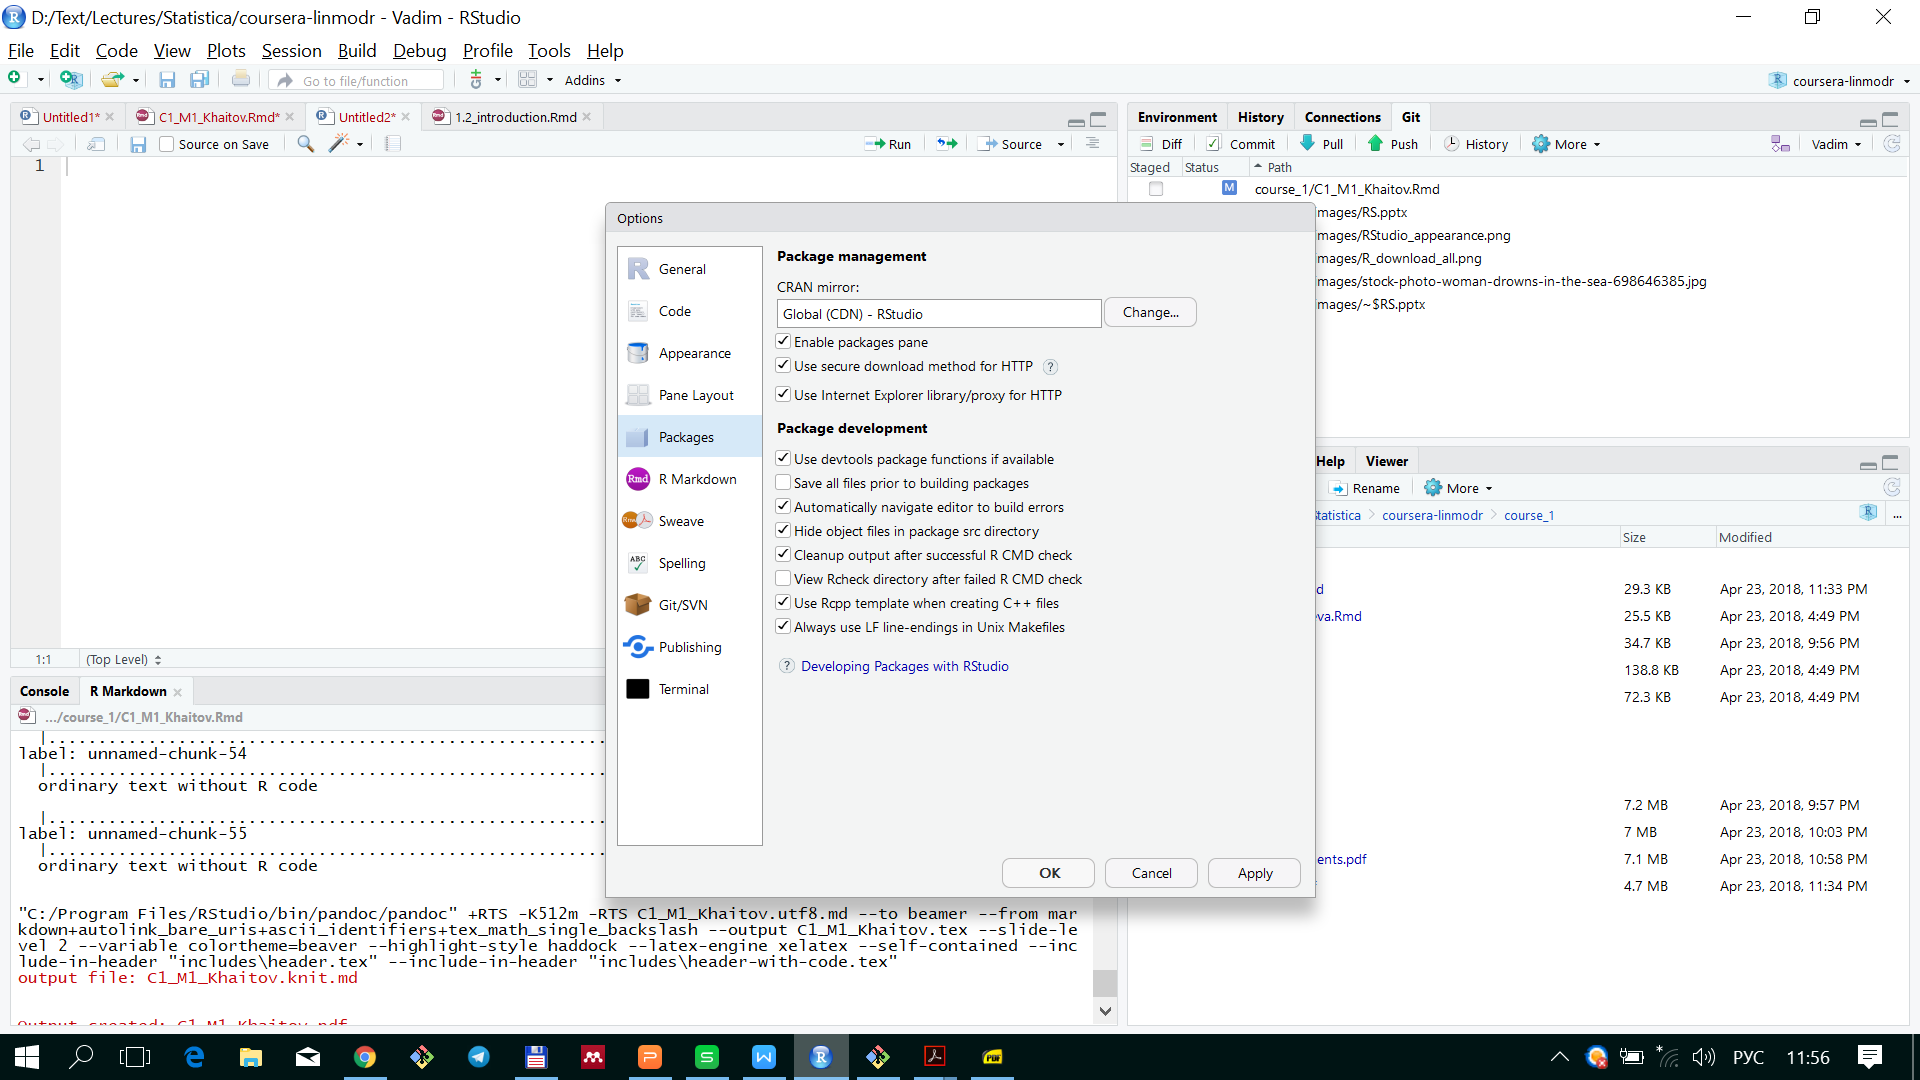 D:/Text/Lectures/Statistica/coursera-linmodr - Vadim - RStudio
File Edit Code View Plots Session Build Debug Profile Tools Help
Go to file/function
Addins
coursera-linmodr
Untitled1*
C1_M1_Khaitov.Rmd*
Untitled2*
1.2_introduction.Rmd
Source on Save
Run
Source
1
1:1
(Top Level)
Environment History Connections Git
Diff Commit Pull Push History More Vadim
Staged Status Path
M course_1/C1_M1_Khaitov.Rmd
mages/RS.pptx
mages/RStudio_appearance.png
mages/R_download_all.png
mages/stock-photo-woman-drowns-in-the-sea-698646385.jpg
mages/~$RS.pptx
Options
General
Code
Appearance
Pane Layout
Packages
Rmd R Markdown
Rnw Sweave
ABC Spelling
Git/SVN
Publishing
Terminal
Package management
CRAN mirror:
Global (CDN) - RStudio
Change...
Enable packages pane
Use secure download method for HTTP ?
Use Internet Explorer library/proxy for HTTP
Package development
Use devtools package functions if available
Save all files prior to building packages
Automatically navigate editor to build errors
Hide object files in package src directory
Cleanup output after successful R CMD check
View Rcheck directory after failed R CMD check
Use Rcpp template when creating C++ files
Always use LF line-endings in Unix Makefiles
? Developing Packages with RStudio
OK Cancel Apply
Help Viewer
Rename More
tatistica coursera-linmodr course_1 ...
Size Modified
d 29.3 KB Apr 23, 2018, 11:33 PM
va.Rmd 25.5 KB Apr 23, 2018, 4:49 PM
34.7 KB Apr 23, 2018, 9:56 PM
138.8 KB Apr 23, 2018, 4:49 PM
72.3 KB Apr 23, 2018, 4:49 PM
7.2 MB Apr 23, 2018, 9:57 PM
7 MB Apr 23, 2018, 10:03 PM
ents.pdf 7.1 MB Apr 23, 2018, 10:58 PM
4.7 MB Apr 23, 2018, 11:34 PM
Console R Markdown
.../course_1/C1_M1_Khaitov.Rmd
label: unnamed-chunk-54
ordinary text without R code
label: unnamed-chunk-55
ordinary text without R code
"C:/Program Files/RStudio/bin/pandoc/pandoc" +RTS -K512m -RTS C1_M1_Khaitov.utf8.md --to beamer --from mar
kdown+autolink_bare_uris+ascii_identifiers+tex_math_single_backslash --output C1_M1_Khaitov.tex --slide-le
vel 2 --variable colortheme=beaver --highlight-style haddock --latex-engine xelatex --self-contained --inc
lude-in-header "includes\header.tex" --include-in-header "includes\header-with-code.tex"
output file: C1_M1_Khaitov.knit.md
Output created: C1_M1_Khaitov.pdf
РУС 11:56